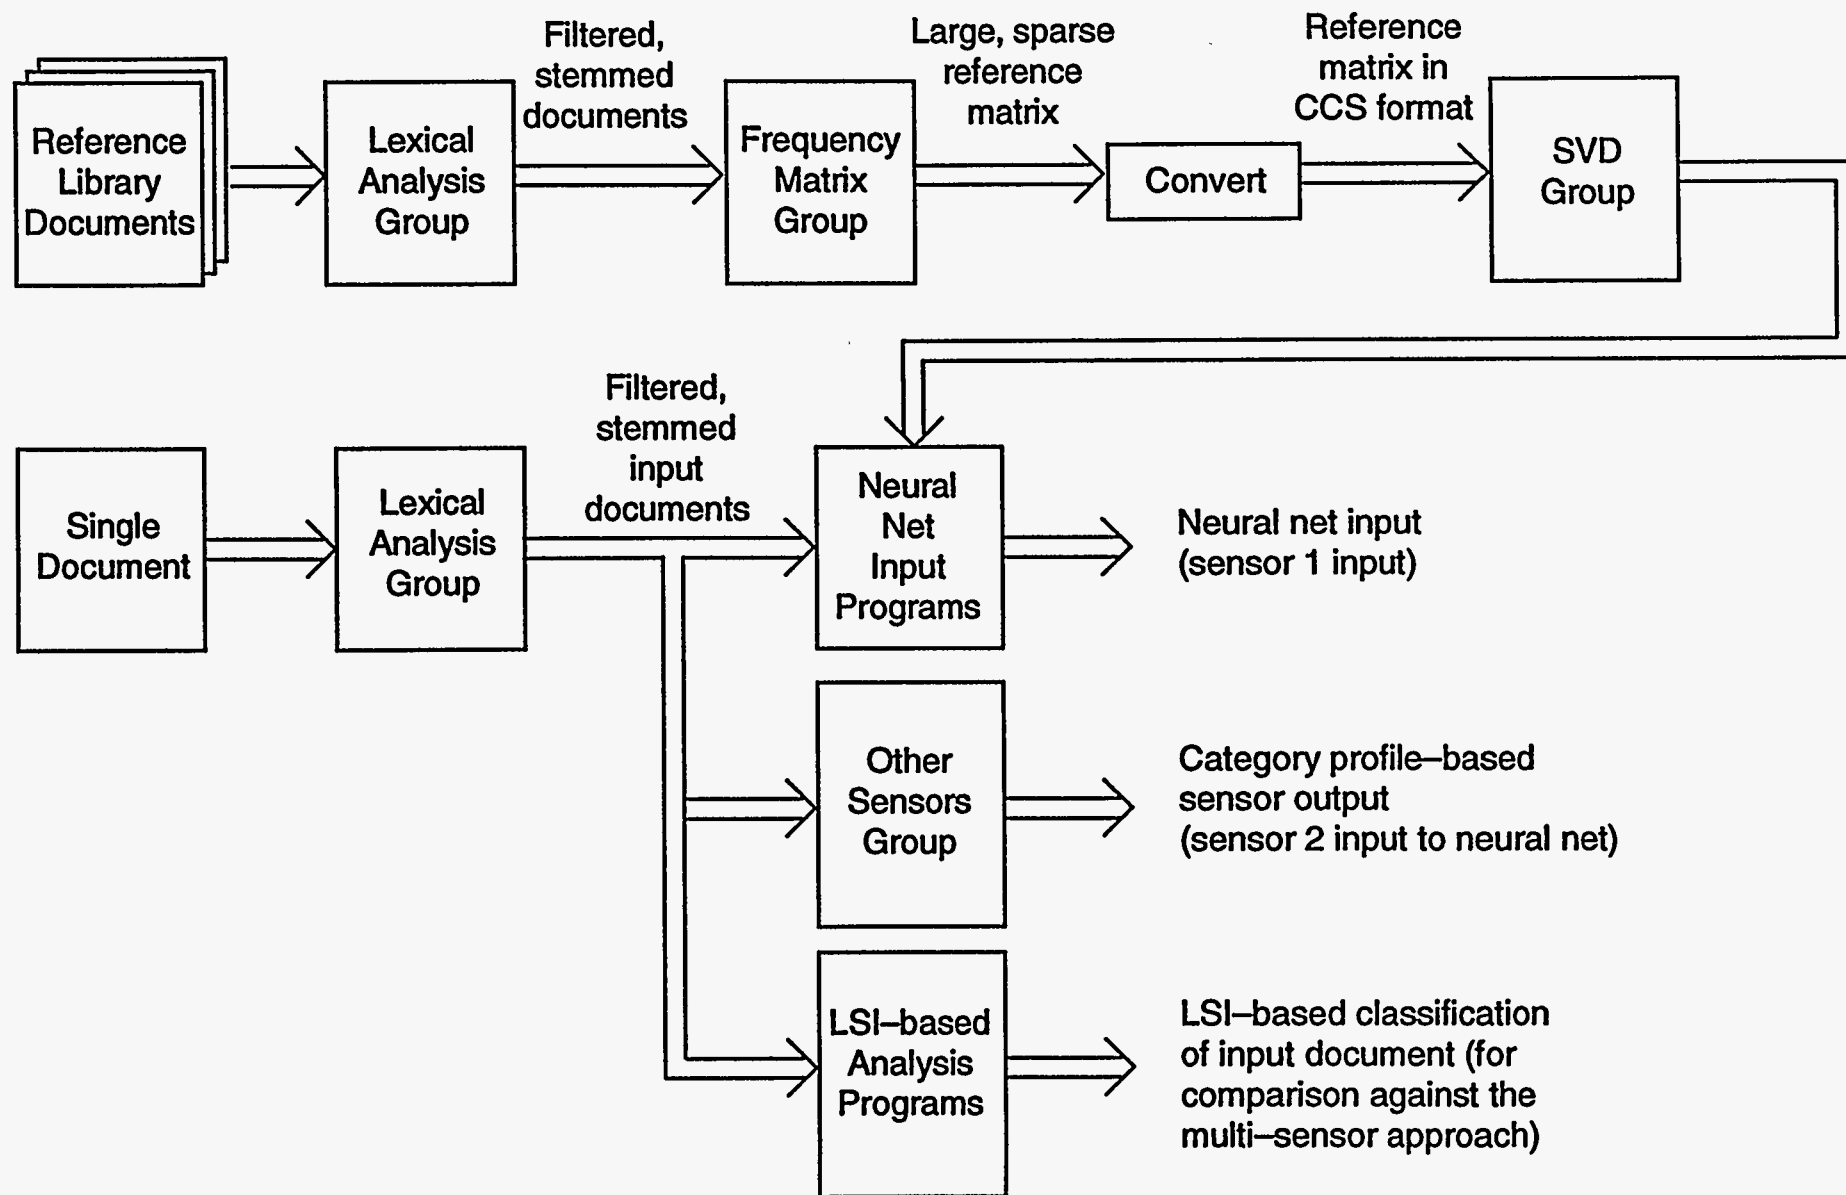 Reference
Library
Documents
Lexical
Analysis
Group
Filtered,
stemmed
documents
Frequency
Matrix
Group
Large, sparse
reference
matrix
Convert
Reference
matrix in
CCS format
SVD
Group
Single
Document
Lexical
Analysis
Group
Filtered,
stemmed
input
documents
Neural
Net
Input
Programs
Neural net input
(sensor 1 input)
Other
Sensors
Group
Category profile–based
sensor output
(sensor 2 input to neural net)
LSI–based
Analysis
Programs
LSI–based classification
of input document (for
comparison against the
multi–sensor approach)